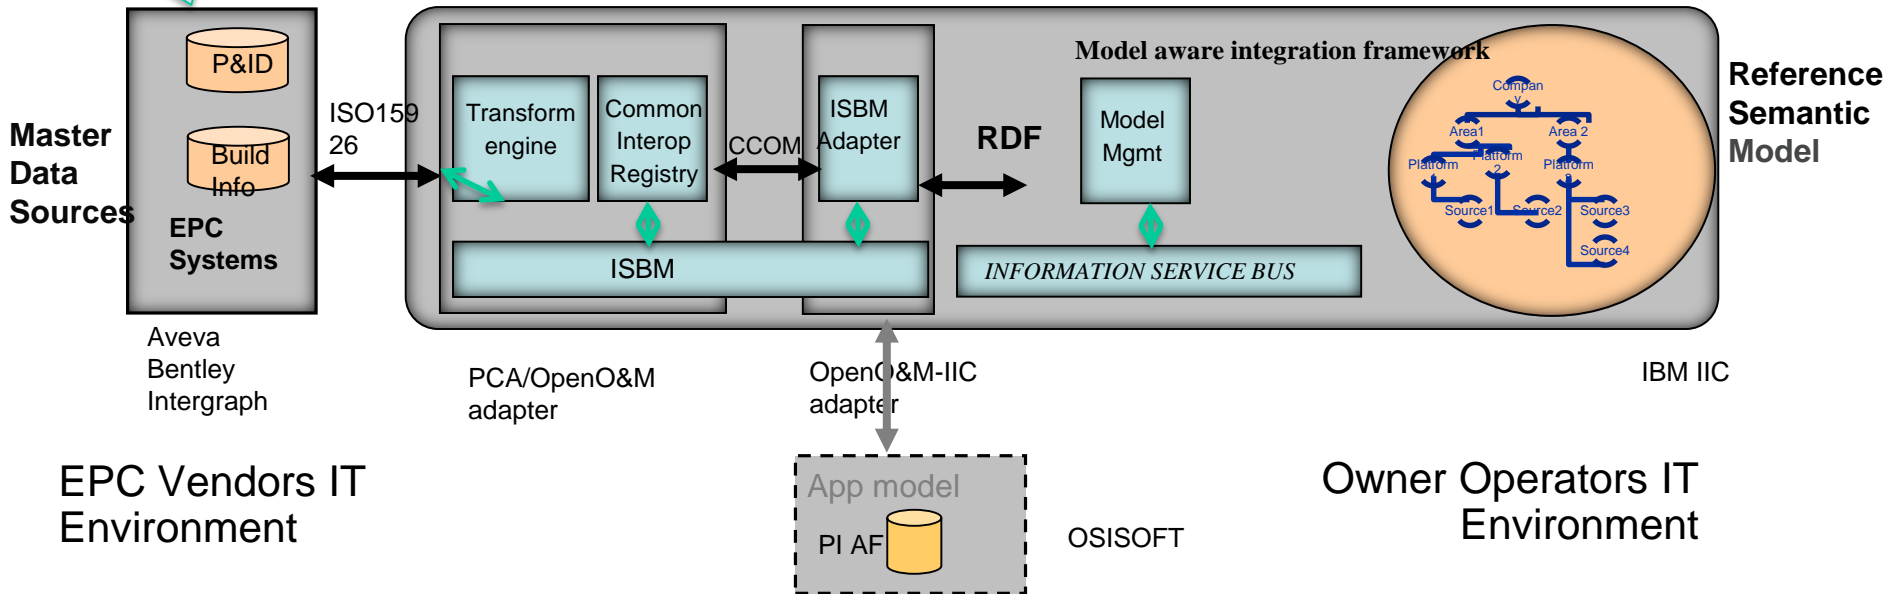 Master
Data
Sources
P&ID
Build
Info
EPC
Systems
Aveva
Bentley
Intergraph
ISO159
26
Transform
engine
Common
Interop
Registry
CCOM
ISBM
Adapter
ISBM
RDF
Model aware integration framework
Model
Mgmt
INFORMATION SERVICE BUS
Compan
y
Area1
Area 2
Platform
Platform
2
Platform
Source1
Source2
Source3
Source4
Reference
Semantic
Model
PCA/OpenO&M
adapter
OpenO&M-IIC
adapter
IBM IIC
EPC Vendors IT
Environment
App model
PI AF
OSISOFT
Owner Operators IT
Environment